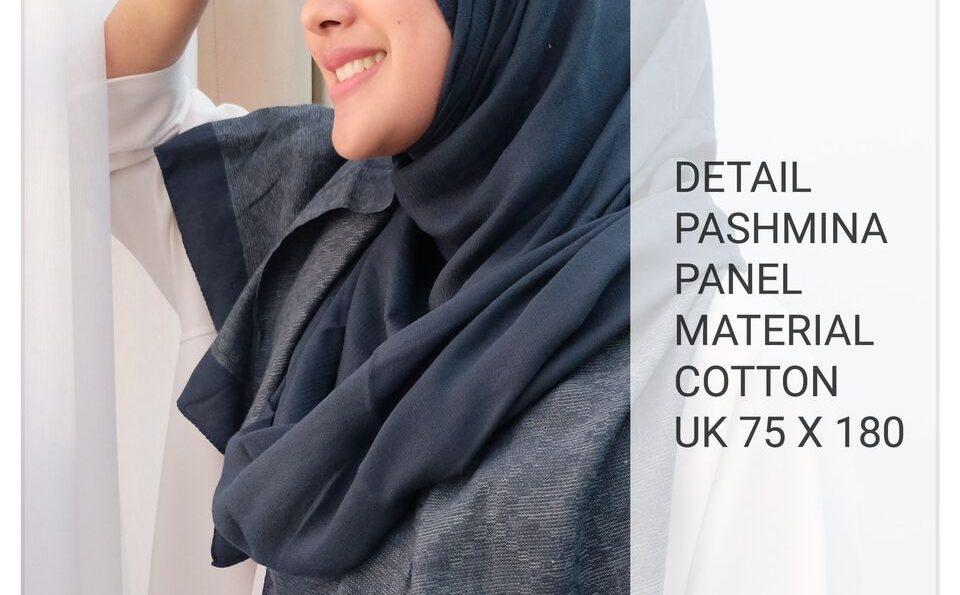 DETAIL
PASHMINA
PANEL
MATERIAL
COTTON
UK 75 X 180